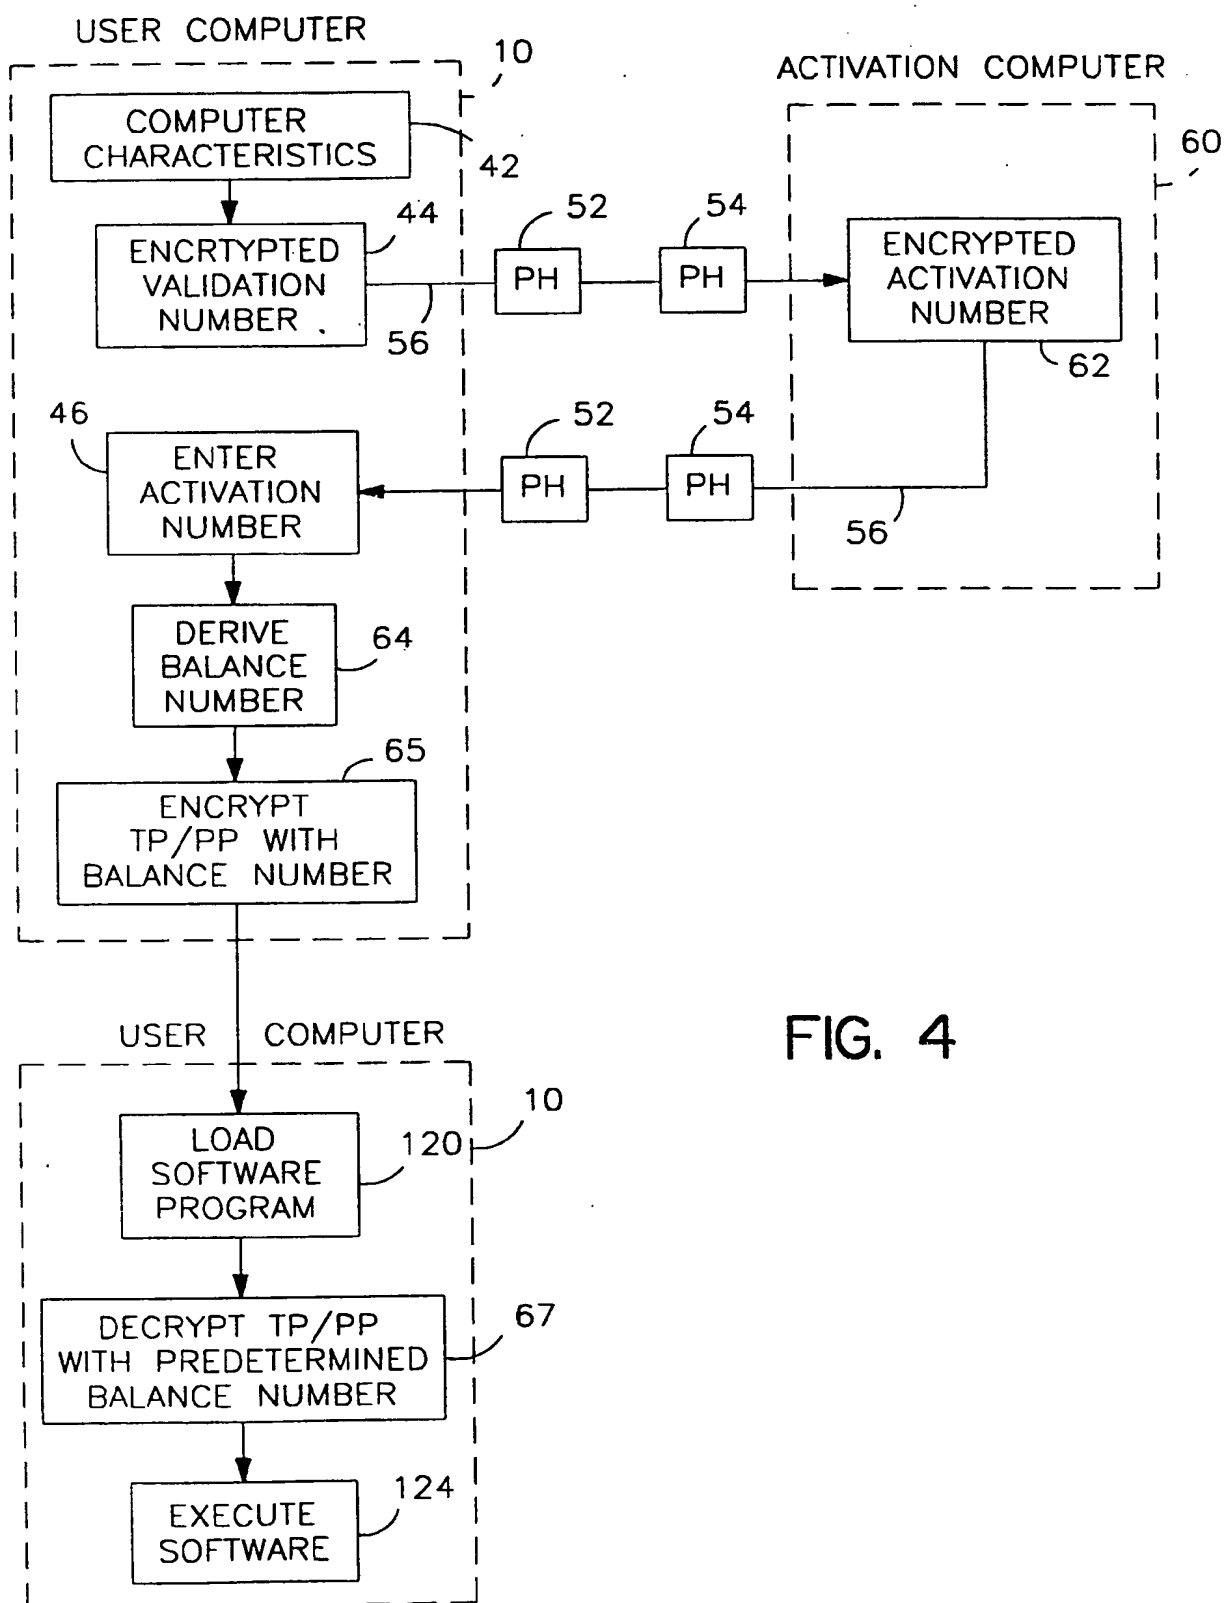 USER COMPUTER
10
ACTIVATION COMPUTER
COMPUTER
CHARACTERISTICS
42
60
ENCRTYPTED
VALIDATION
NUMBER
44
56
52
PH
54
PH
ENCRYPTED
ACTIVATION
NUMBER
62
46
ENTER
ACTIVATION
NUMBER
52
PH
54
PH
56
DERIVE
BALANCE
NUMBER
64
65
ENCRYPT
TP/PP WITH
BALANCE NUMBER
USER COMPUTER
FIG. 4
10
LOAD
SOFTWARE
PROGRAM
120
DECRYPT TP/PP
WITH PREDETERMINED
BALANCE NUMBER
67
EXECUTE
SOFTWARE
124